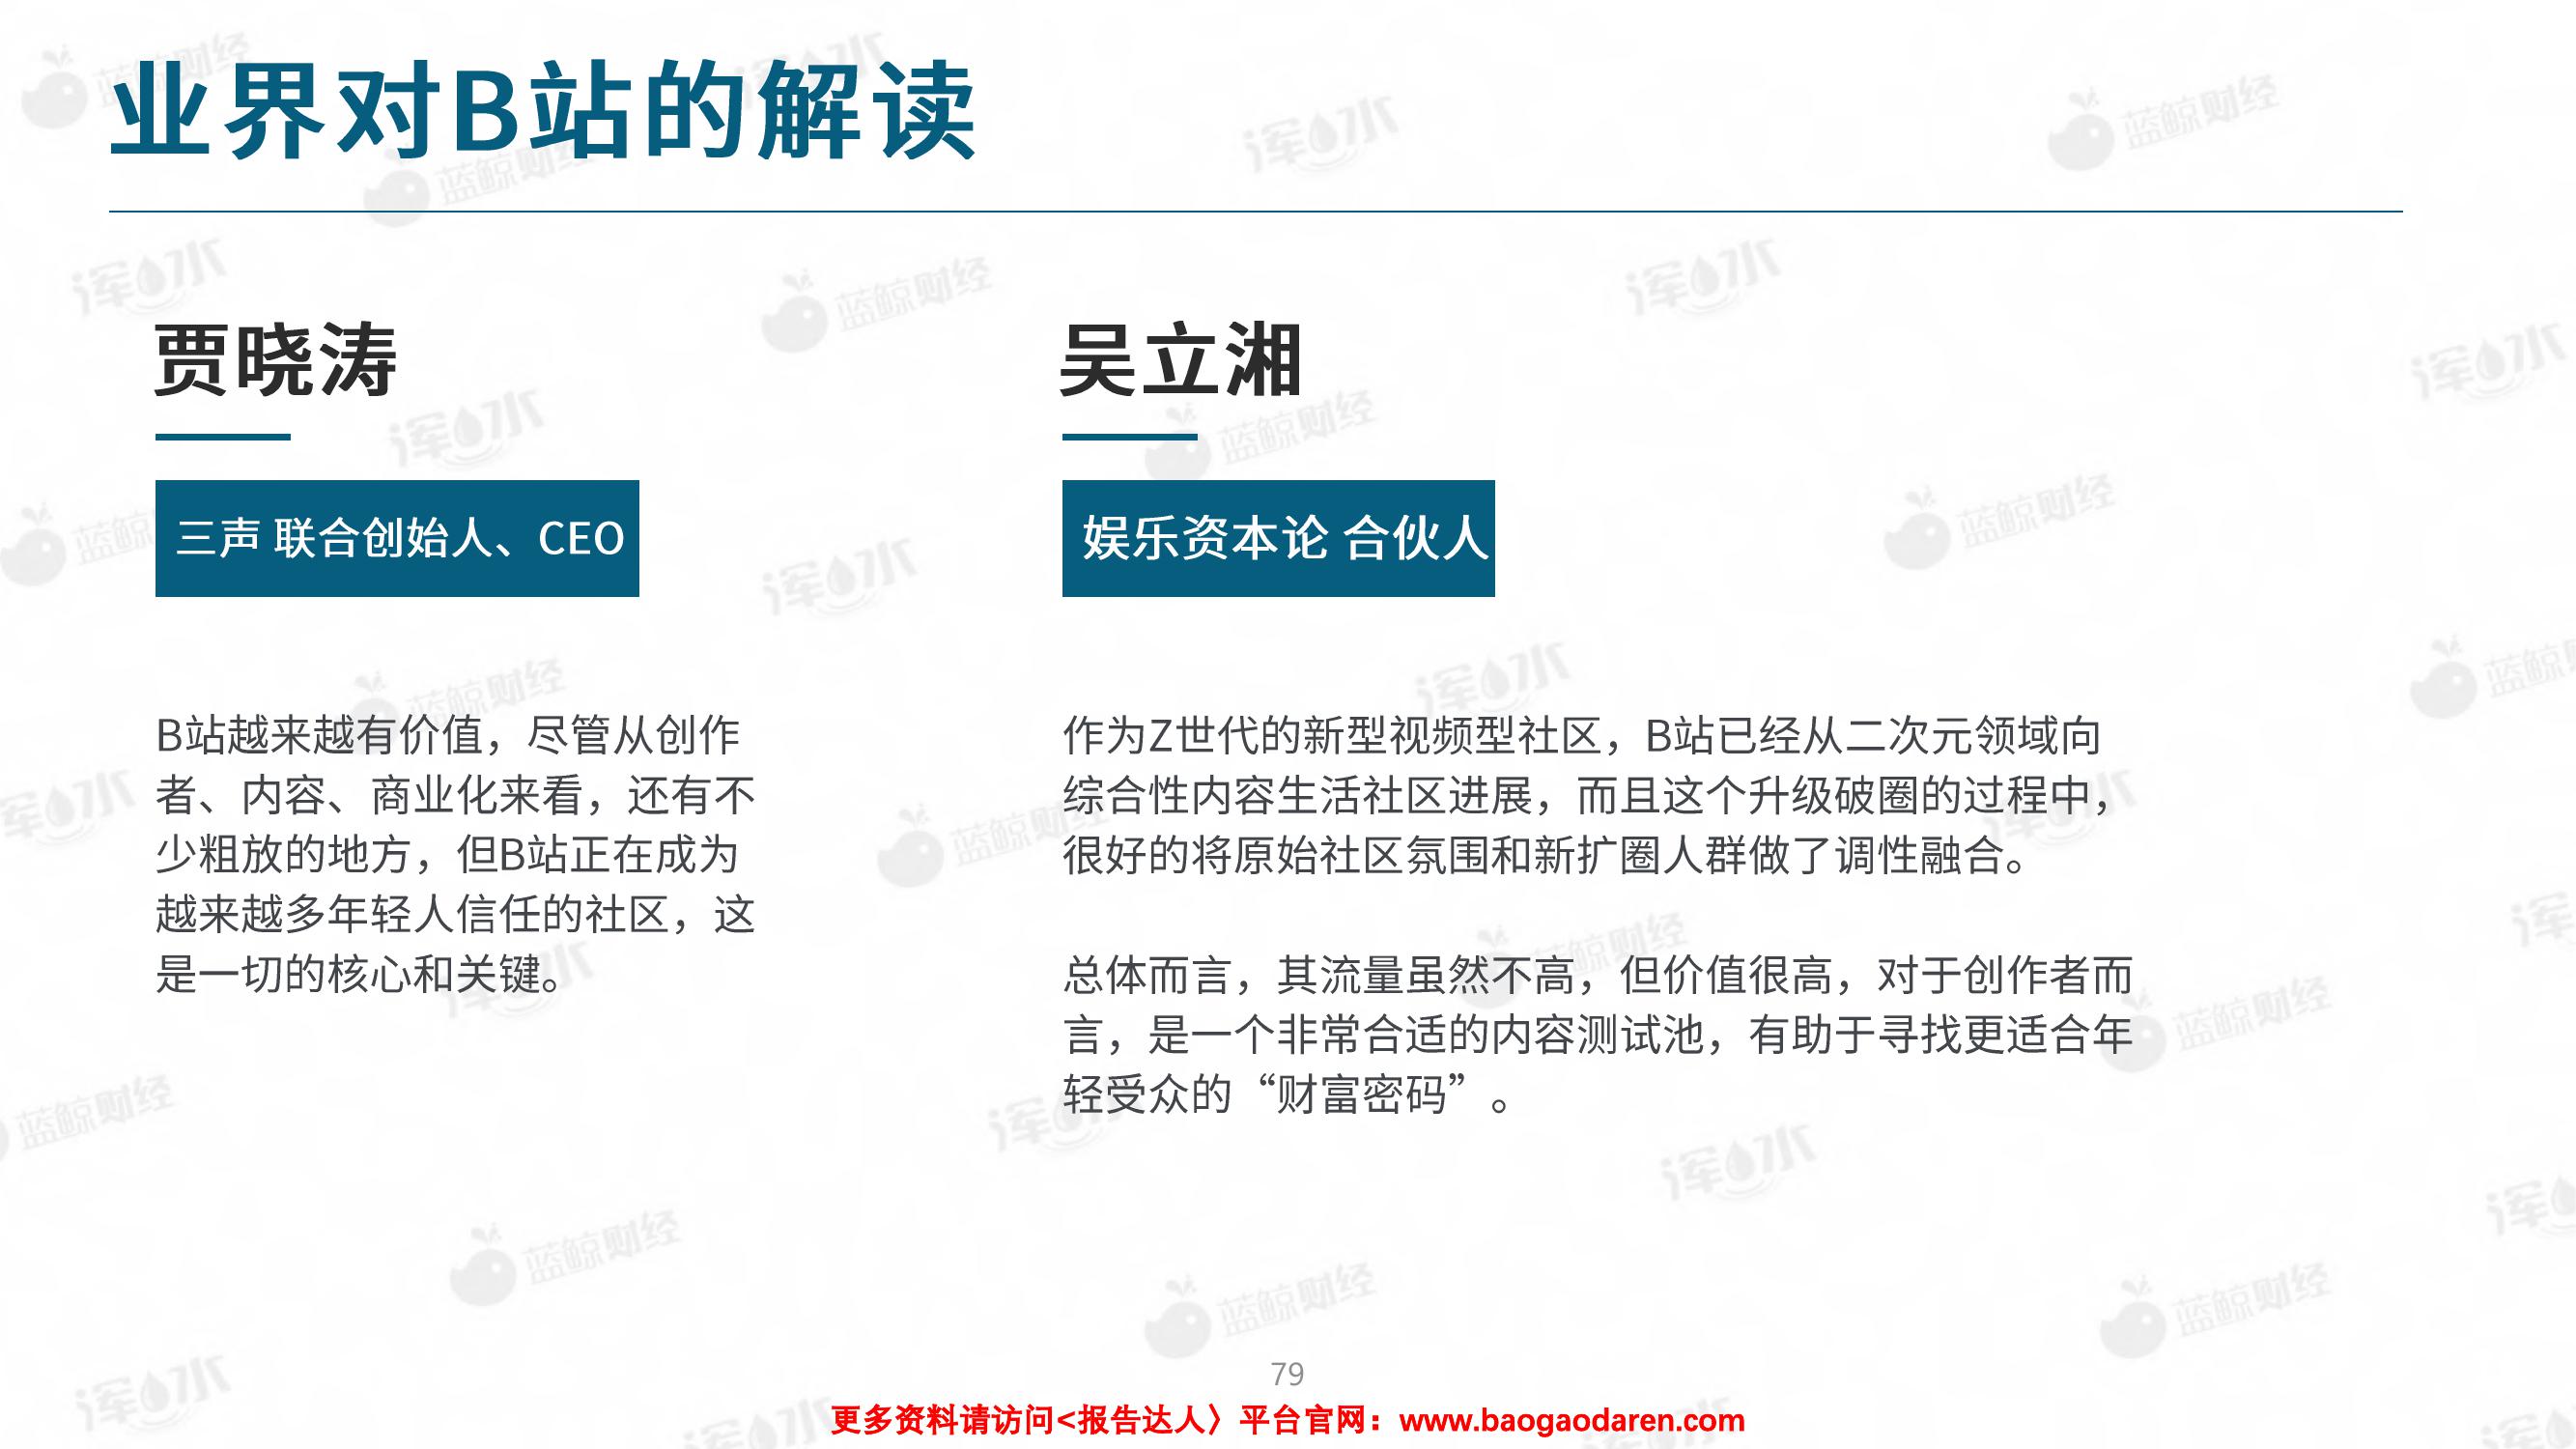 业界对B站的解读
贾晓涛
三声 联合创始人、CEO
B站越来越有价值，尽管从创作
者、内容、商业化来看，还有不
少粗放的地方，但B站正在成为
越来越多年轻人信任的社区，这
是一切的核心和关键。
吴立湘
娱乐资本论 合伙人
作为Z世代的新型视频型社区，B站已经从二次元领域向
综合性内容生活社区进展，而且这个升级破圈的过程中，
很好的将原始社区氛围和新扩圈人群做了调性融合。
总体而言，其流量虽然不高，但价值很高，对于创作者而
言，是一个非常合适的内容测试池，有助于寻找更适合年
轻受众的“财富密码”。
79
更多资料请访问<报告达人〉平台官网：www.baogaodaren.com
蓝鲸财经
浑水